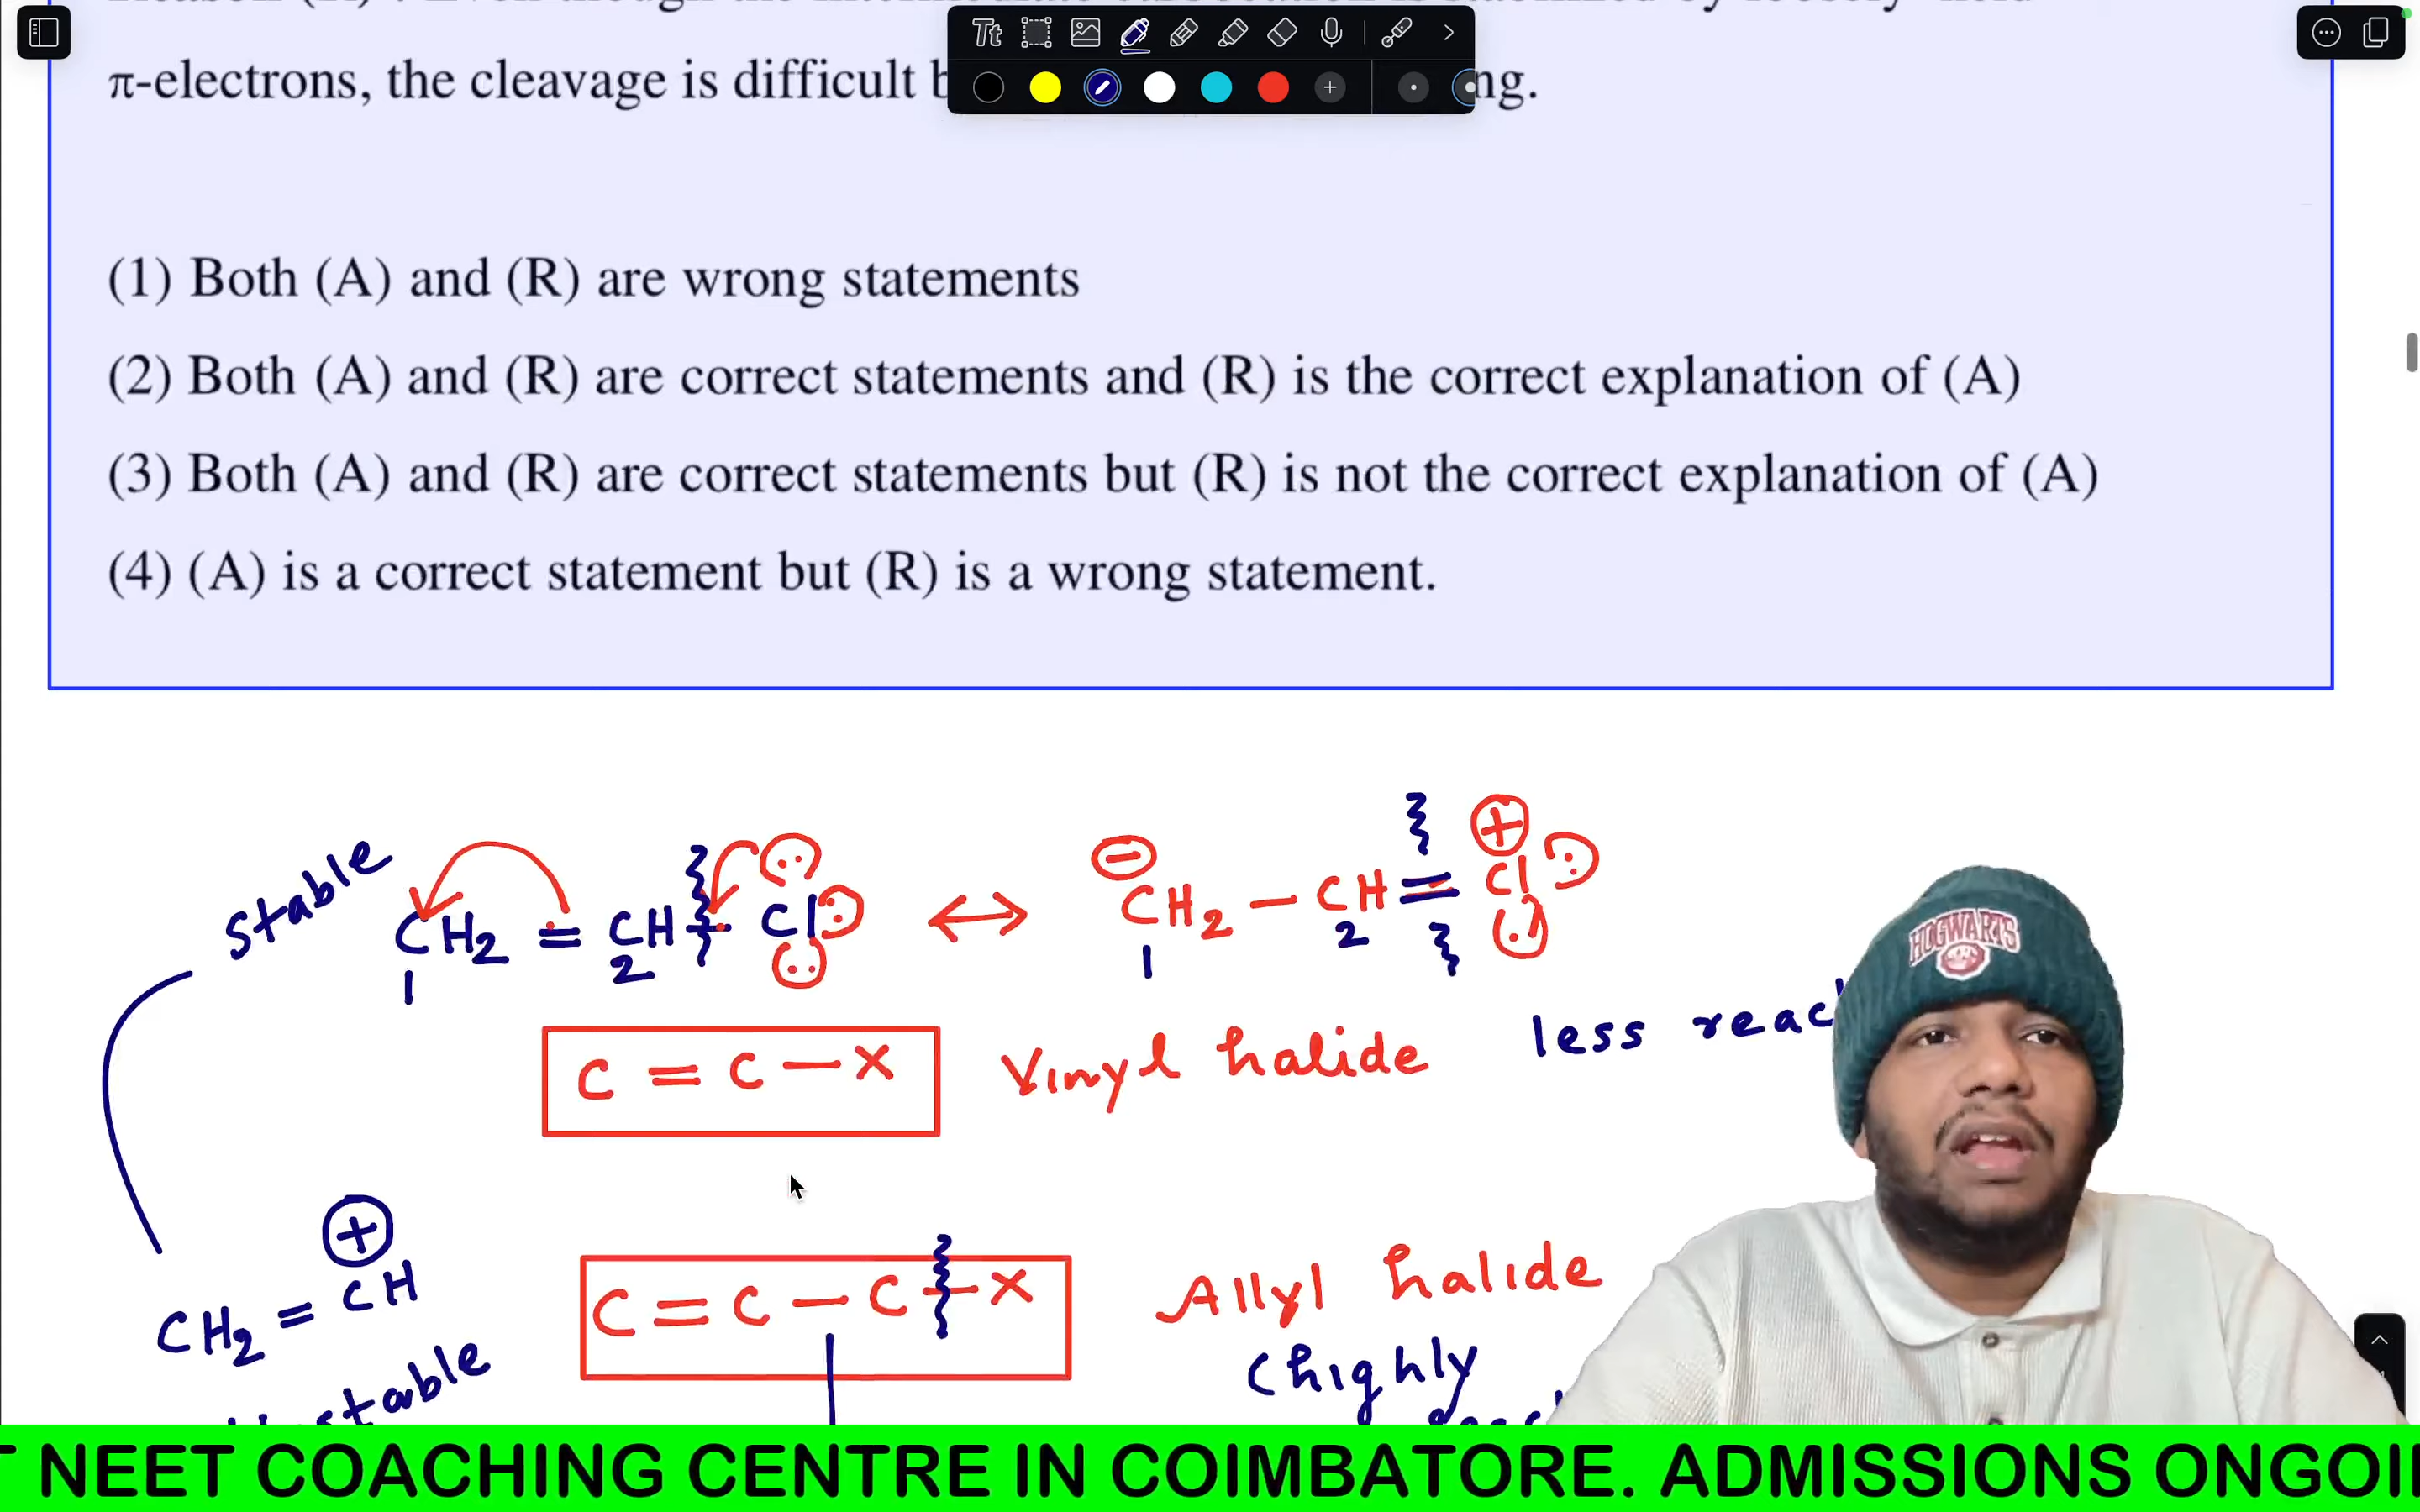 π-electrons, the cleavage is difficult
ng.
Tt
(1) Both (A) and (R) are wrong statements
(2) Both (A) and (R) are correct statements and (R) is the correct explanation of (A)
(3) Both (A) and (R) are correct statements but (R) is not the correct explanation of (A)
(4) (A) is a correct statement but (R) is a wrong statement.
stable
CH2 = CH - Cl ↔ CH2 - CH = Cl
1 2 1 2
⊖ ⊕
C = C - X Vinyl halide less reac
HOGWARTS
⊕
CH2 = CH
C = C - C - X Allyl halide
(highly
stable
NEET COACHING CENTRE IN COIMBATORE. ADMISSIONS ONGOI